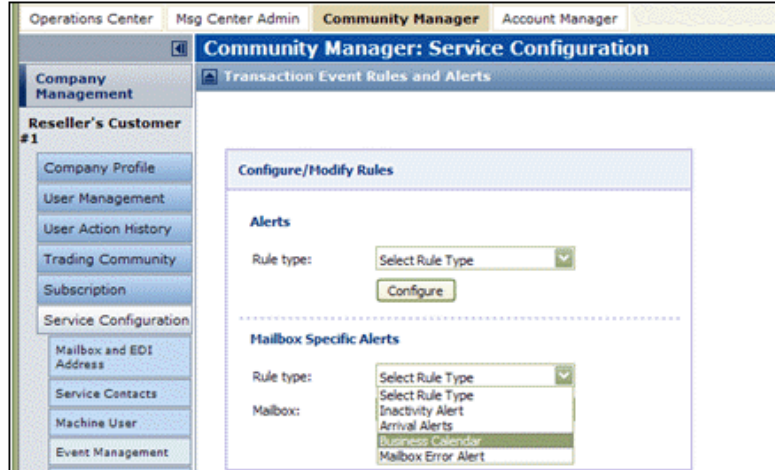 Operations Center Msg Center Admin Community Manager Account Manager
Community Manager: Service Configuration
Transaction Event Rules and Alerts
Company
Management
Reseller's Customer
#1
Company Profile
User Management
User Action History
Trading Community
Subscription
Service Configuration
Mailbox and EDI
Address
Service Contacts
Machine User
Event Management
Configure/Modify Rules
Alerts
Rule type: Select Rule Type
Configure
Mailbox Specific Alerts
Rule type: Select Rule Type
Select Rule Type
Mailbox: Inactivity Alert
Arrival Alerts
Business Calendar
Mailbox Error Alert